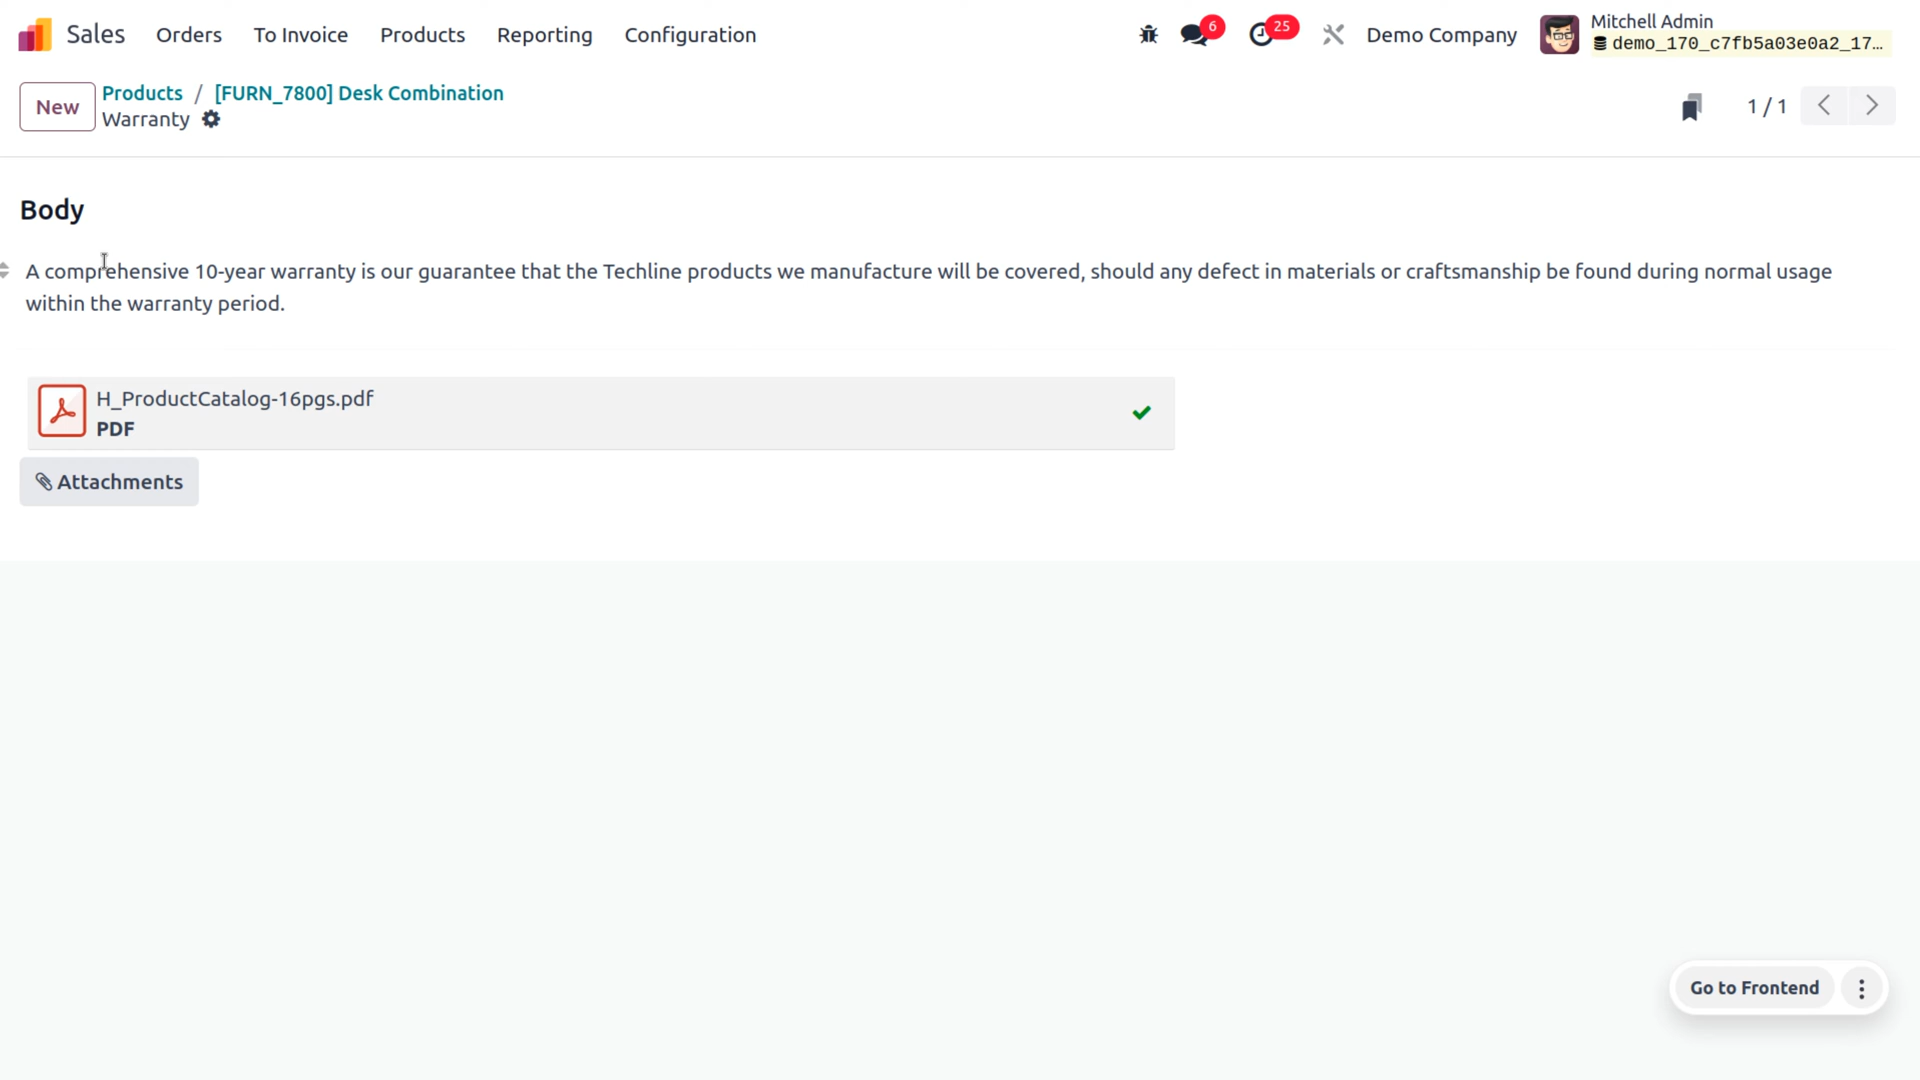 Sales Orders To Invoice Products Reporting Configuration 6 25 Demo Company Mitchell Admin
demo_170_c7fb5a03e0a2_17...
New Products / [FURN_7800] Desk Combination
Warranty 1 / 1
Body
A comprehensive 10-year warranty is our guarantee that the Techline products we manufacture will be covered, should any defect in materials or craftsmanship be found during normal usage
within the warranty period.
H_ProductCatalog-16pgs.pdf
PDF
Attachments
Go to Frontend